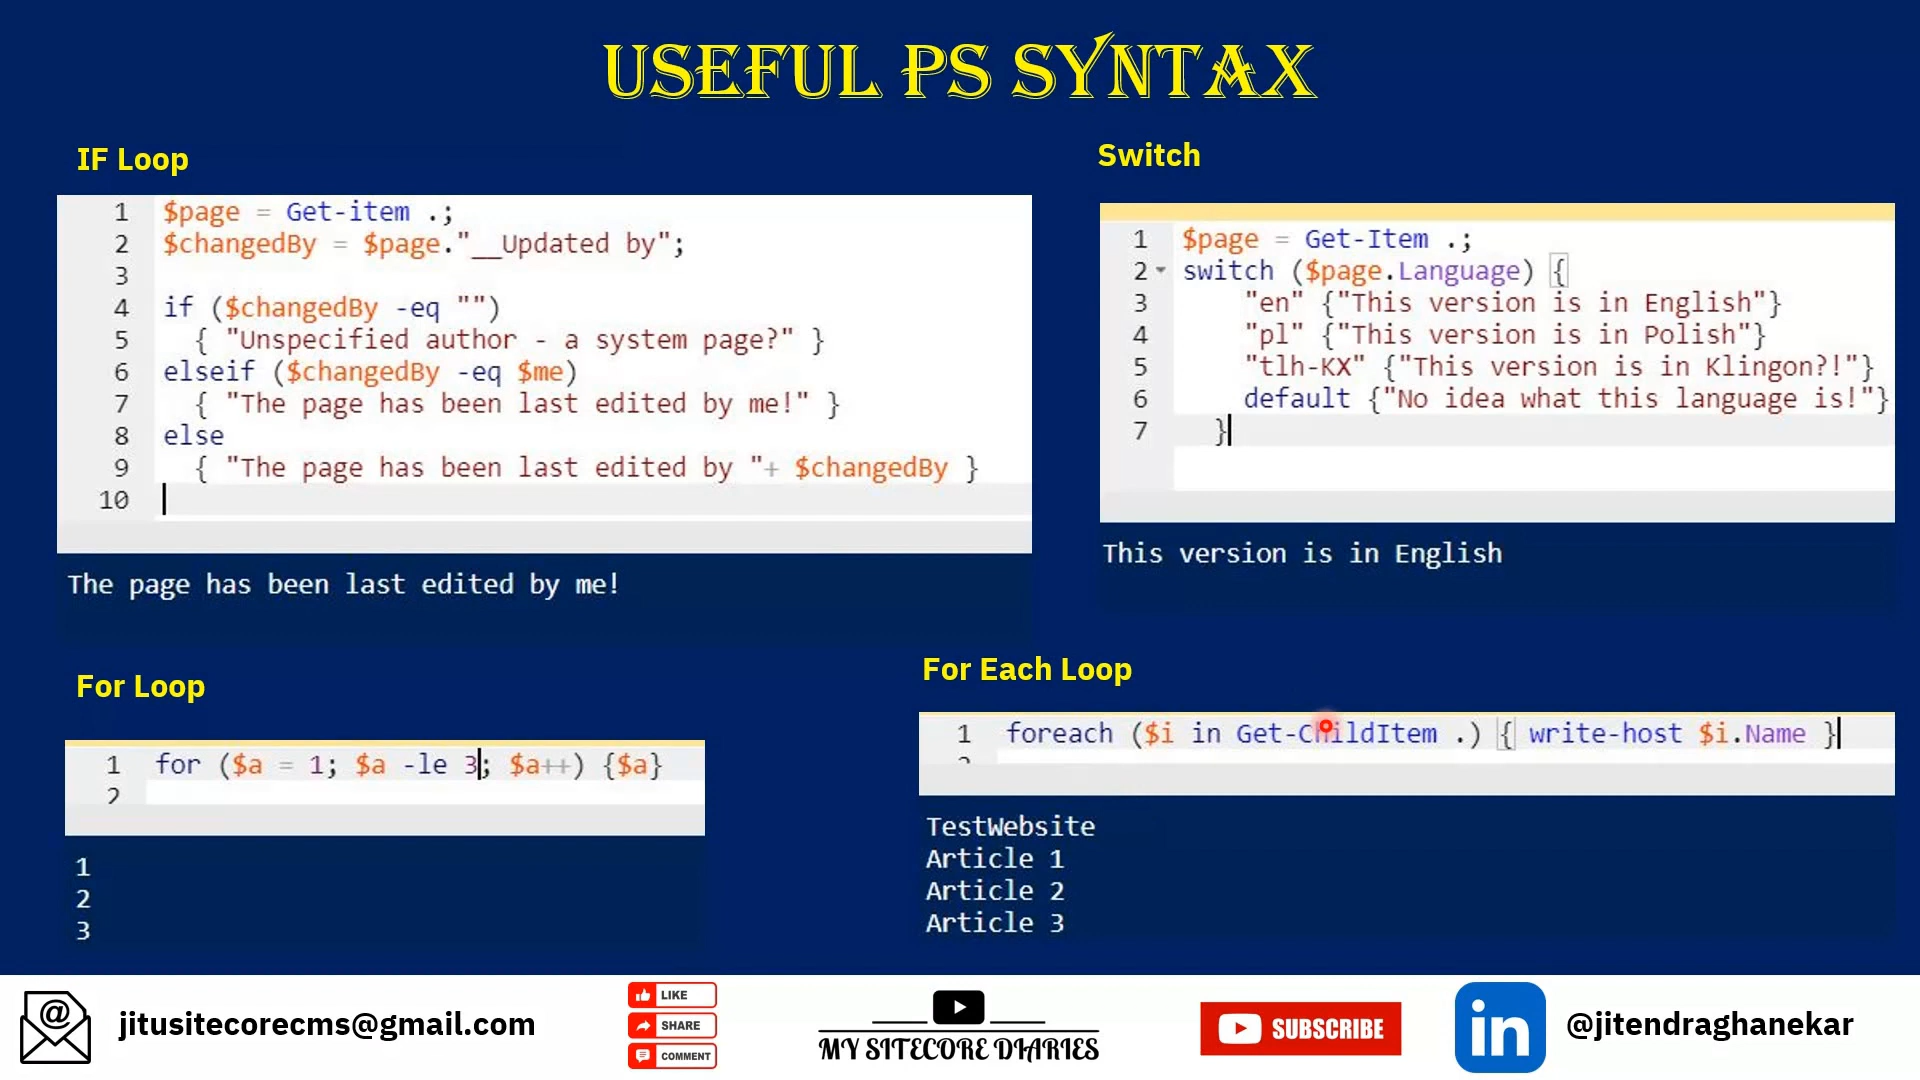 USEFUL PS SYNTAX
IF Loop
1 $page = Get-item .;
2 $changedBy = $page."__Updated by";
3
4 if ($changedBy -eq "")
5 { "Unspecified author - a system page?" }
6 elseif ($changedBy -eq $me)
7 { "The page has been last edited by me!" }
8 else
9 { "The page has been last edited by "+ $changedBy }
10
The page has been last edited by me!
Switch
1 $page = Get-Item .;
2 switch ($page.Language) {
3 "en" {"This version is in English"}
4 "pl" {"This version is in Polish"}
5 "tlh-KX" {"This version is in Klingon?!"}
6 default {"No idea what this language is!"}
7 }
This version is in English
For Loop
1 for ($a = 1; $a -le 3; $a++) {$a}
2
1
2
3
For Each Loop
1 foreach ($i in Get-ChildItem .) { write-host $i.Name }
2
TestWebsite
Article 1
Article 2
Article 3
jitusitecorecms@gmail.com
LIKE
SHARE
COMMENT
MY SITECORE DIARIES
SUBSCRIBE
in
@jitendraghanekar